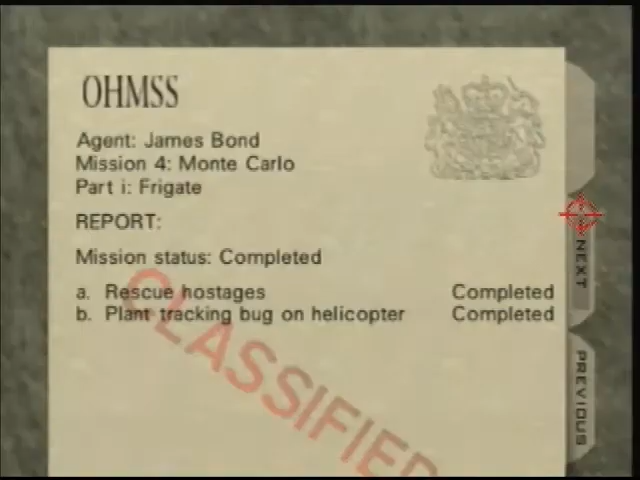 OHMSS
Agent: James Bond
Mission 4: Monte Carlo
Part i: Frigate
REPORT:
Mission status: Completed
a. Rescue hostages Completed
b. Plant tracking bug on helicopter Completed
CLASSIFIED
NEXT
PREVIOUS